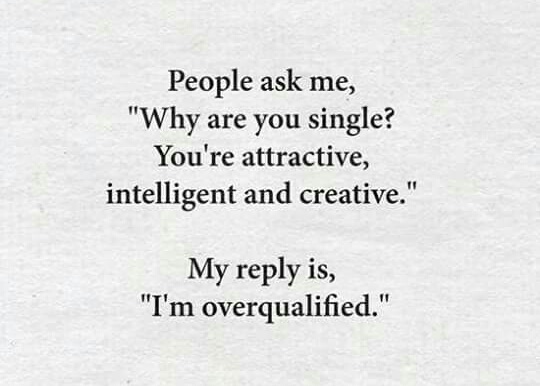 People ask me,
"Why are you single?
You're attractive,
intelligent and creative."
My reply is,
"I'm overqualified."